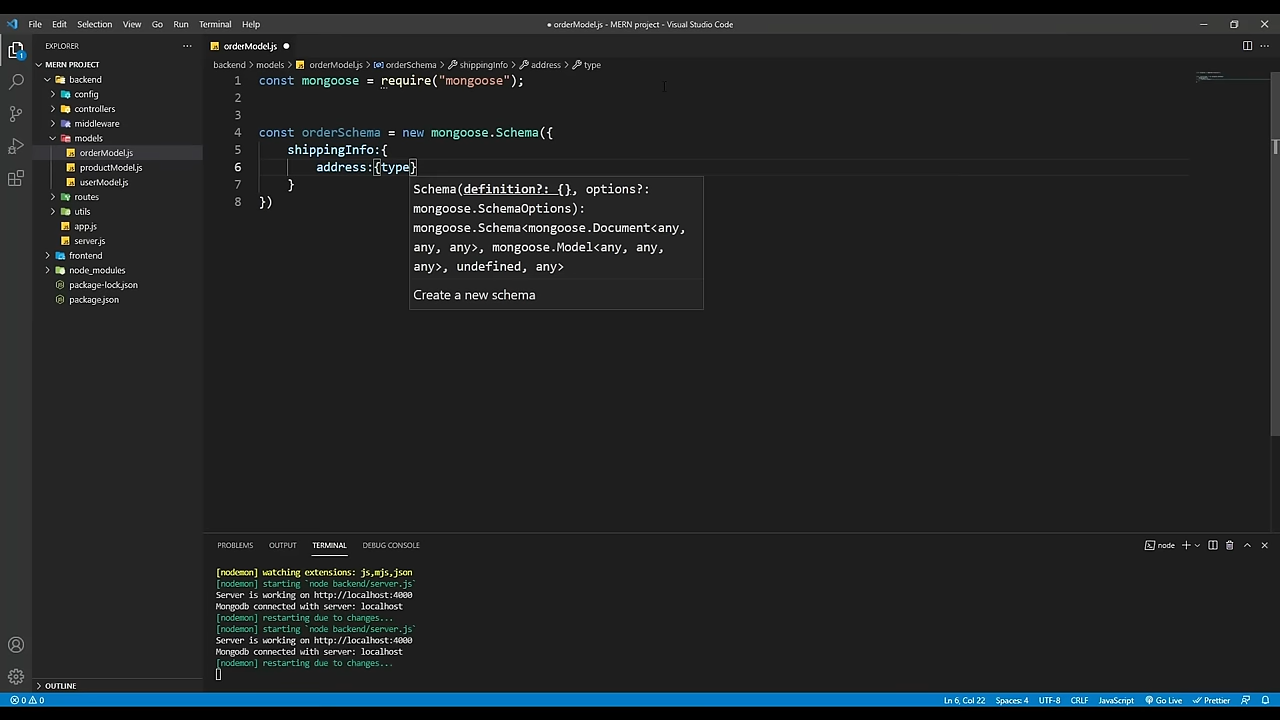 File Edit Selection View Go Run Terminal Help
● orderModel.js - MERN project - Visual Studio Code
EXPLORER
MERN PROJECT
backend
config
controllers
middleware
models
orderModel.js
productModel.js
userModel.js
routes
utils
app.js
server.js
frontend
node_modules
package-lock.json
package.json
OUTLINE
1
orderModel.js ●
backend > models > orderModel.js > orderSchema > shippingInfo > address > type
1 const mongoose = require("mongoose");
2
3
4 const orderSchema = new mongoose.Schema({
5 shippingInfo:{
6 address:{type}
7 }
8 })
Schema(definition?: {}, options?:
mongoose.SchemaOptions):
mongoose.Schema<mongoose.Document<any,
any, any>, mongoose.Model<any, any,
any>, undefined, any>
Create a new schema
PROBLEMS OUTPUT TERMINAL DEBUG CONSOLE
node
[nodemon] watching extensions: js,mjs,json
[nodemon] starting `node backend/server.js`
Server is working on http://localhost:4000
Mongodb connected with server: localhost
[nodemon] restarting due to changes...
[nodemon] starting `node backend/server.js`
Server is working on http://localhost:4000
Mongodb connected with server: localhost
[nodemon] restarting due to changes...
0 0
Ln 6, Col 22 Spaces: 4 UTF-8 CRLF JavaScript Go Live Prettier